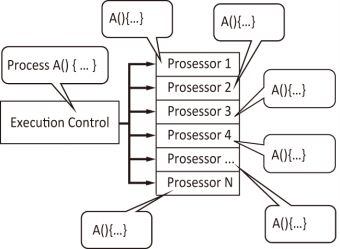 A(){...}
A(){...}
Process A() { ... }
Prosessor 1
Prosessor 2
Prosessor 3
A(){...}
Execution Control
Prosessor 4
A(){...}
Prosessor ...
Prosessor N
A(){...}
A(){...}